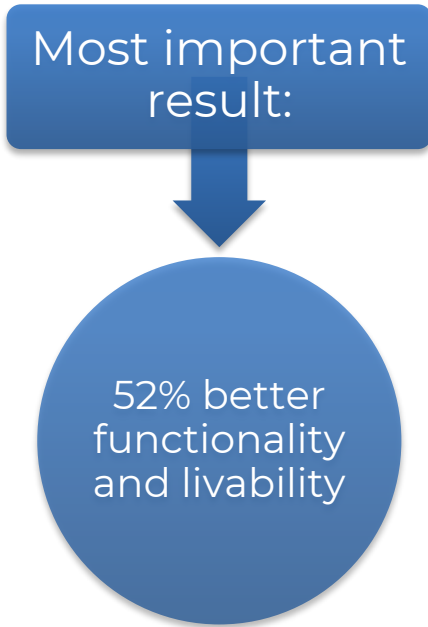 Most important
result:
52% better
functionality
and livability